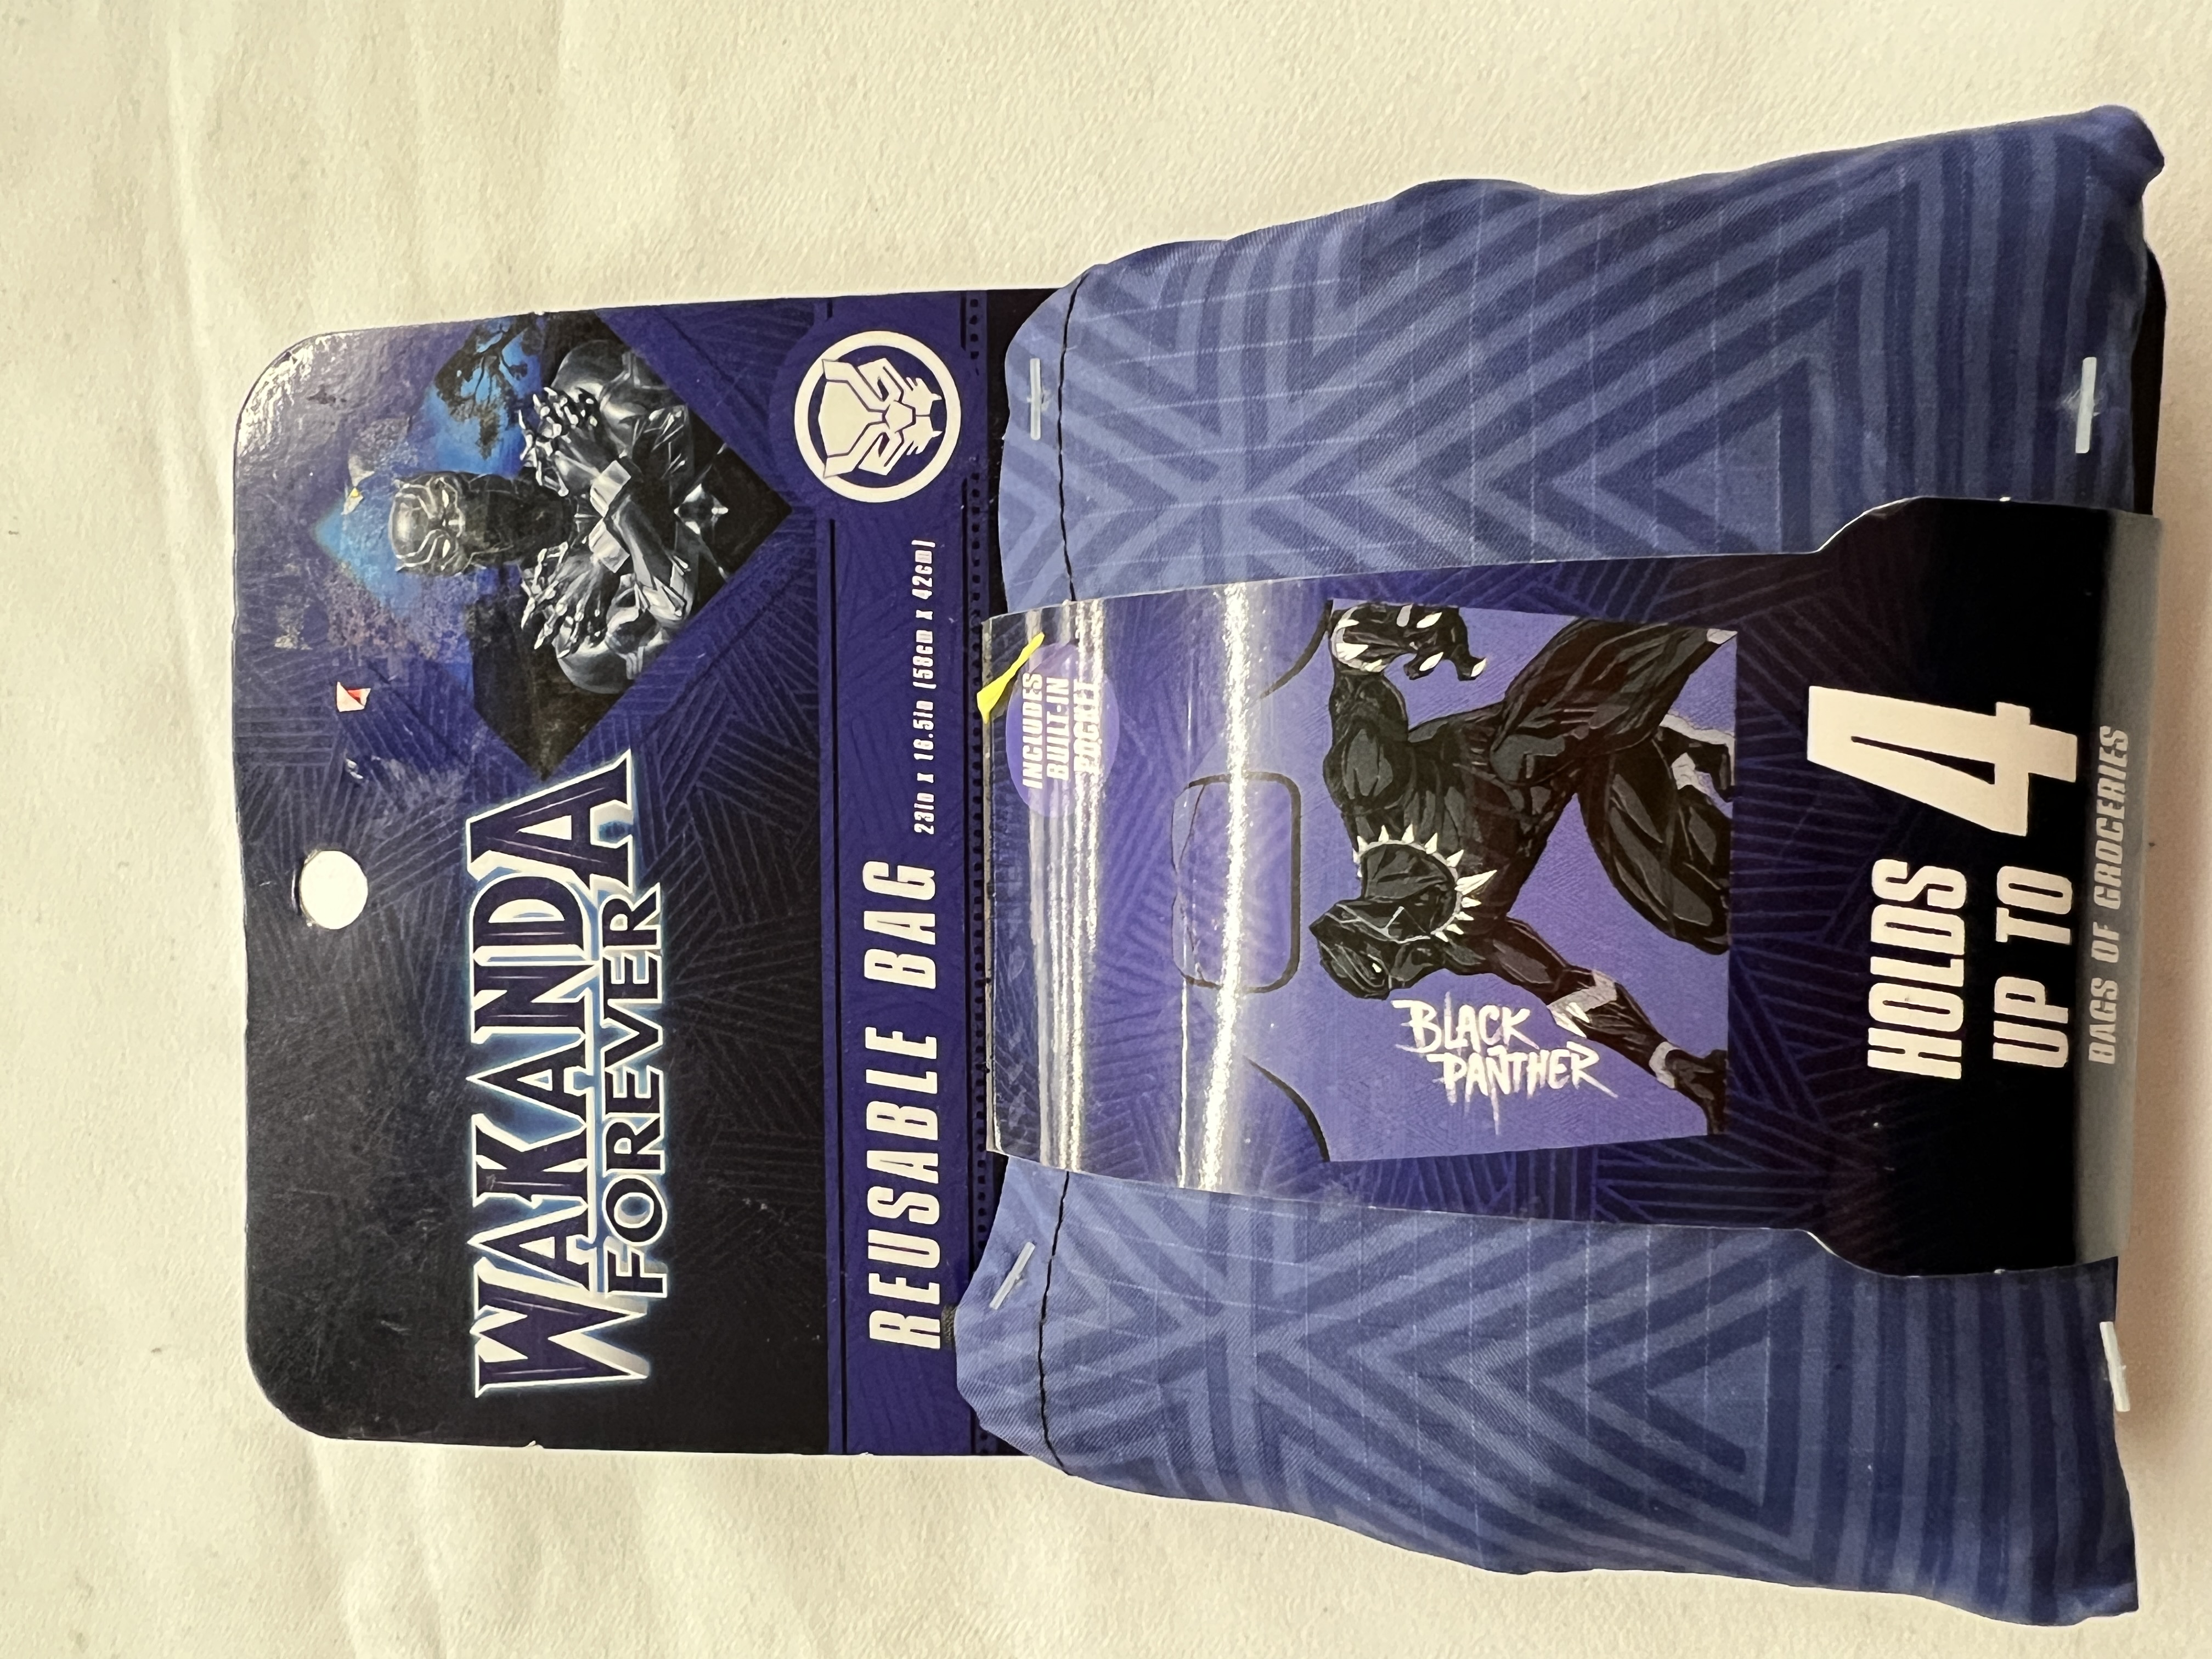 WAKANDA
FOREVER
REUSABLE BAG 23in x 16.5in (58cm x 42cm)
INCLUDES
BUILT-IN
POCKET
BLACK
PANTHER
HOLDS
UP TO 4
BAGS OF GROCERIES